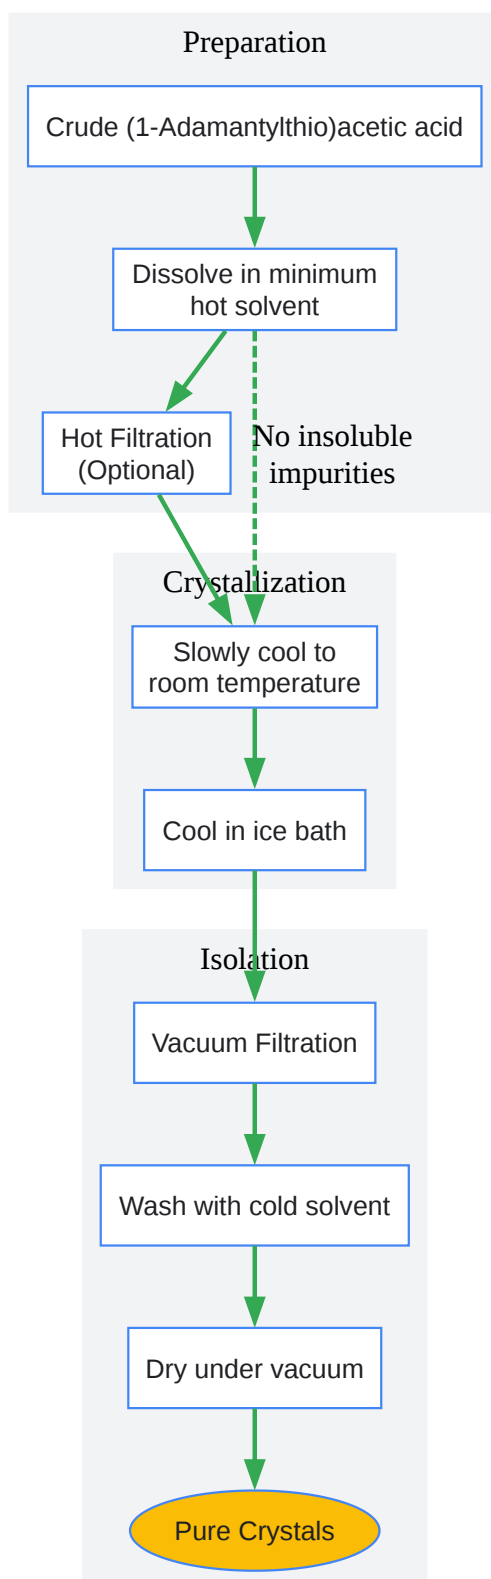 Preparation
Crude (1-Adamantylthio)acetic acid
Dissolve in minimum
hot solvent
Hot Filtration
(Optional)
No insoluble
impurities
Crystallization
Slowly cool to
room temperature
Cool in ice bath
Isolation
Vacuum Filtration
Wash with cold solvent
Dry under vacuum
Pure Crystals